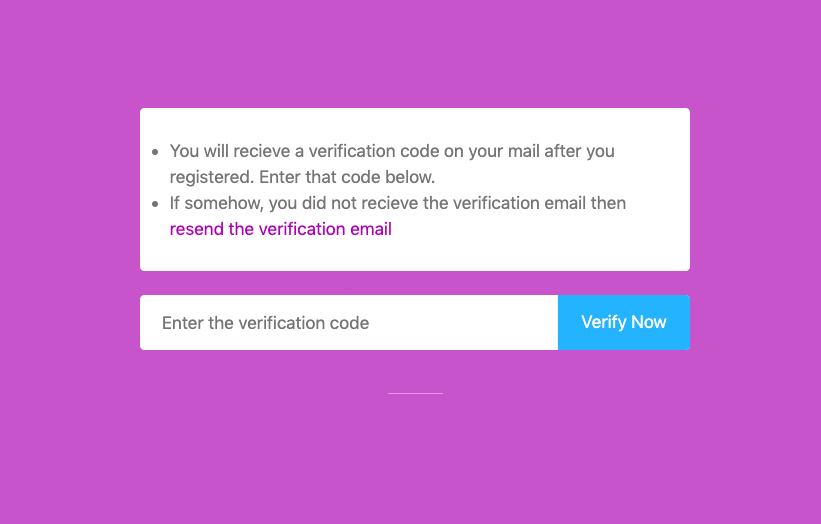 You will recieve a verification code on your mail after you
registered. Enter that code below.
If somehow, you did not recieve the verification email then
resend the verification email
Enter the verification code
Verify Now